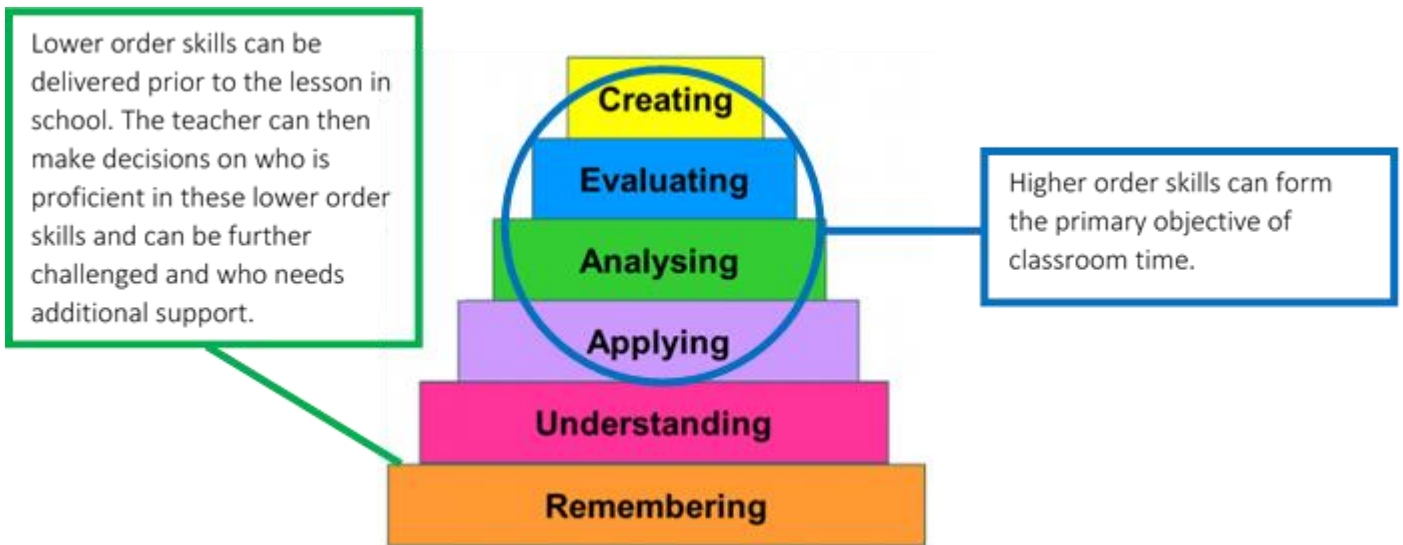 Lower order skills can be
delivered prior to the lesson in
school. The teacher can then
make decisions on who is
proficient in these lower order
skills and can be further
challenged and who needs
additional support.
Creating
Evaluating
Analysing
Applying
Understanding
Remembering
Higher order skills can form
the primary objective of
classroom time.